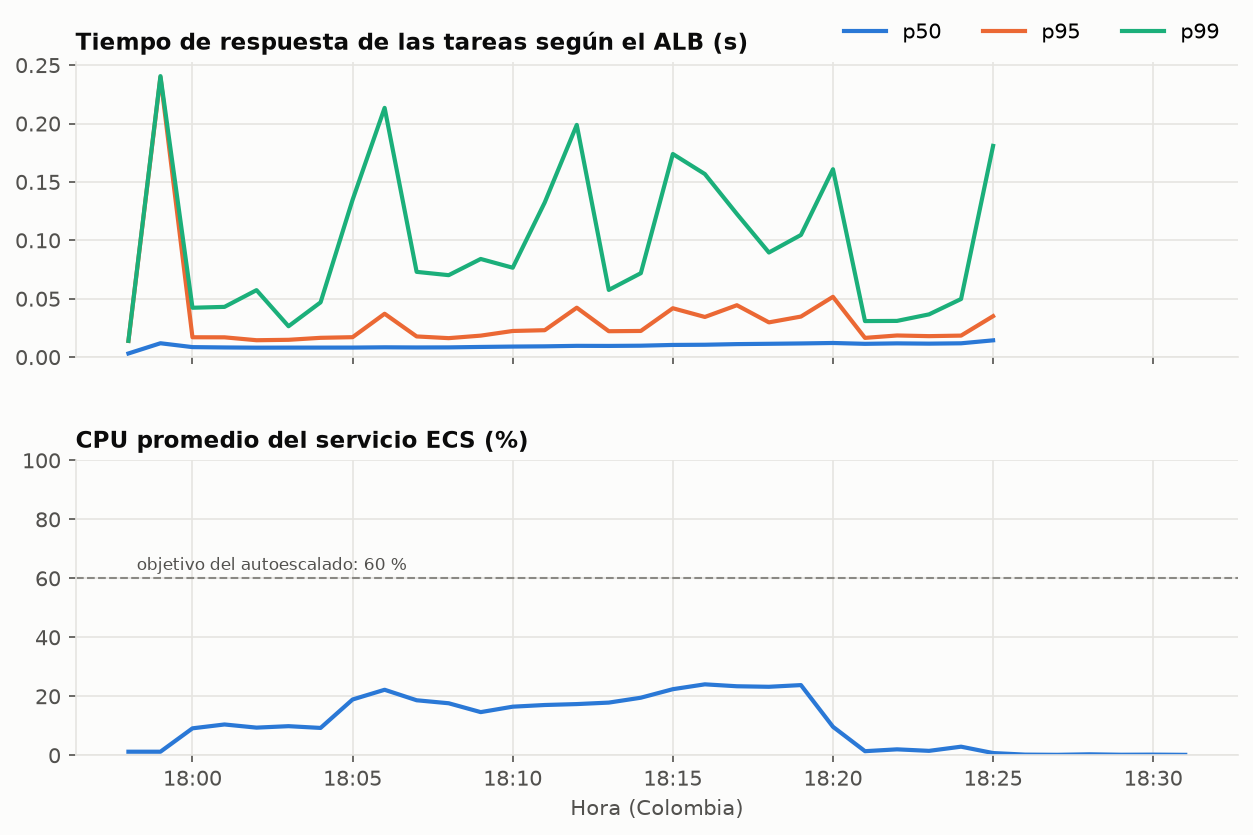 Tiempo de respuesta de las tareas según el ALB (s)
p50 p95 p99
0.25
0.20
0.15
0.10
0.05
0.00
CPU promedio del servicio ECS (%)
100
80
objetivo del autoescalado: 60 %
60
40
20
0
18:00 18:05 18:10 18:15 18:20 18:25 18:30
Hora (Colombia)